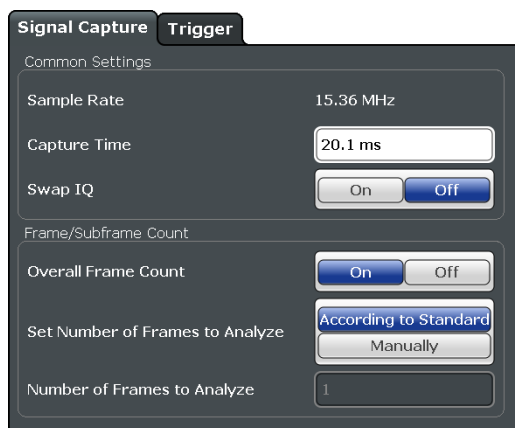 Signal Capture Trigger
Common Settings
Sample Rate 15.36 MHz
Capture Time 20.1 ms
Swap IQ On Off
Frame/Subframe Count
Overall Frame Count On Off
Set Number of Frames to Analyze According to Standard
Manually
Number of Frames to Analyze 1